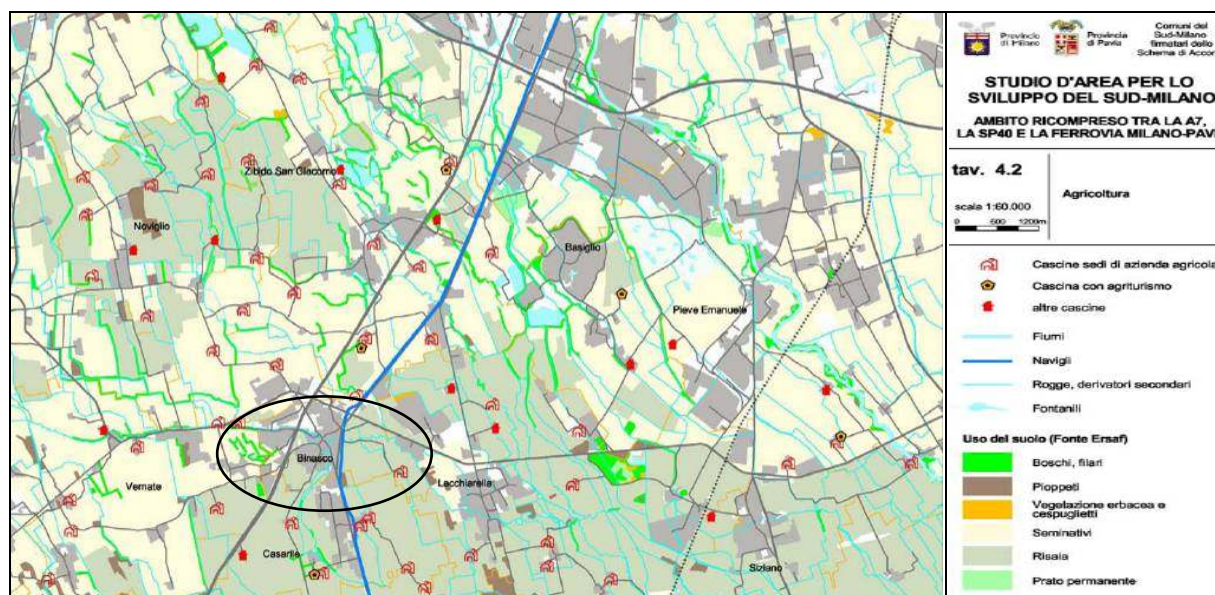 Zibido San Giacomo
Noviglio
Basiglio
Pieve Emanuele
Binasco
Vernate
Lacchiarella
Casarile
Siziano
Provincia di Milano
Provincia di Pavia
Comuni del
Sud-Milano
firmatari dello
Schema di Accor
STUDIO D'AREA PER LO
SVILUPPO DEL SUD-MILANO
AMBITO RICOMPRESO TRA LA A7,
LA SP40 E LA FERROVIA MILANO-PAVI
tav. 4.2
Agricoltura
scala 1:60.000
0 600 1200m
Cascine sedi di azienda agricola
Cascina con agriturismo
altre cascine
Fiumi
Navigli
Rogge, derivatori secondari
Fontanili
Uso del suolo (Fonte Ersaf)
Boschi, filari
Pioppeti
Vegetazione erbacea e
cespuglietti
Seminativi
Risaia
Prato permanente